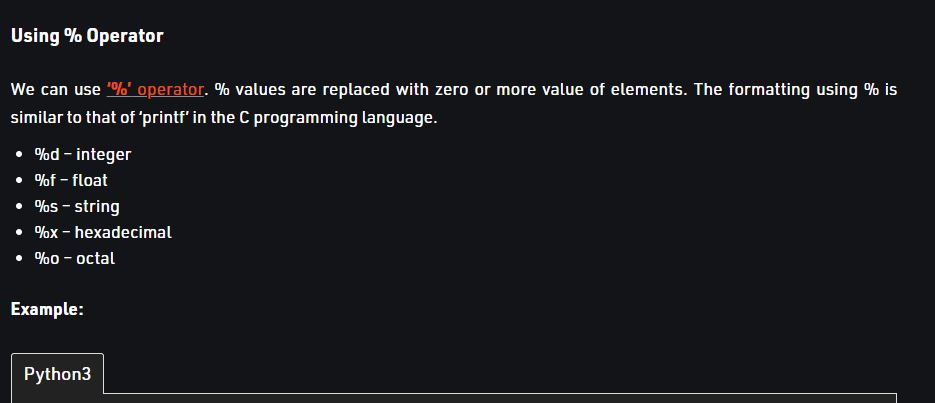 Using % Operator
We can use '%' operator. % values are replaced with zero or more value of elements. The formatting using % is
similar to that of 'printf' in the C programming language.
• %d – integer
• %f – float
• %s – string
• %x – hexadecimal
• %o – octal
Example:
Python3